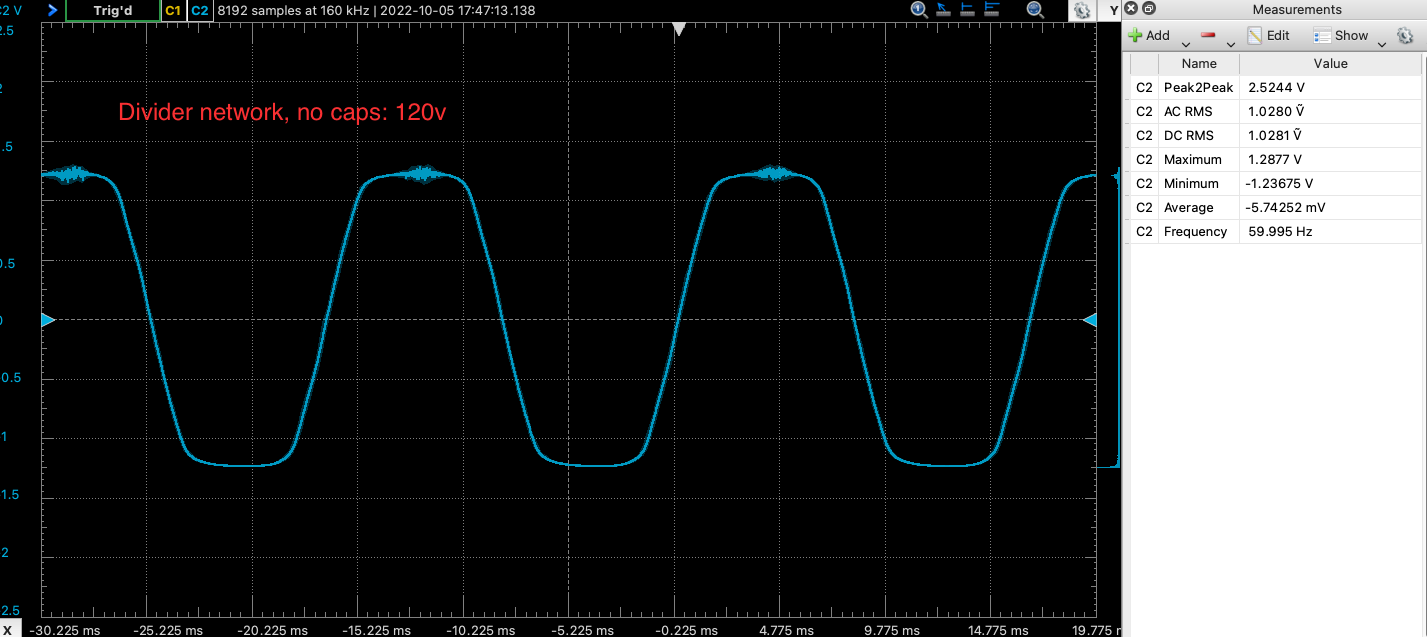 C2 V Trig'd C1 C2 8192 samples at 160 kHz | 2022-10-05 17:47:13.138 Y Measurements
Add Edit Show
Name Value
C2 Peak2Peak 2.5244 V
C2 AC RMS 1.0280 Ṽ
C2 DC RMS 1.0281 Ṽ
C2 Maximum 1.2877 V
C2 Minimum -1.23675 V
C2 Average -5.74252 mV
C2 Frequency 59.995 Hz
Divider network, no caps: 120v
2.5
2
.5
0.5
0
0.5
1
1.5
2
2.5
X -30.225 ms -25.225 ms -20.225 ms -15.225 ms -10.225 ms -5.225 ms -0.225 ms 4.775 ms 9.775 ms 14.775 ms 19.775 m